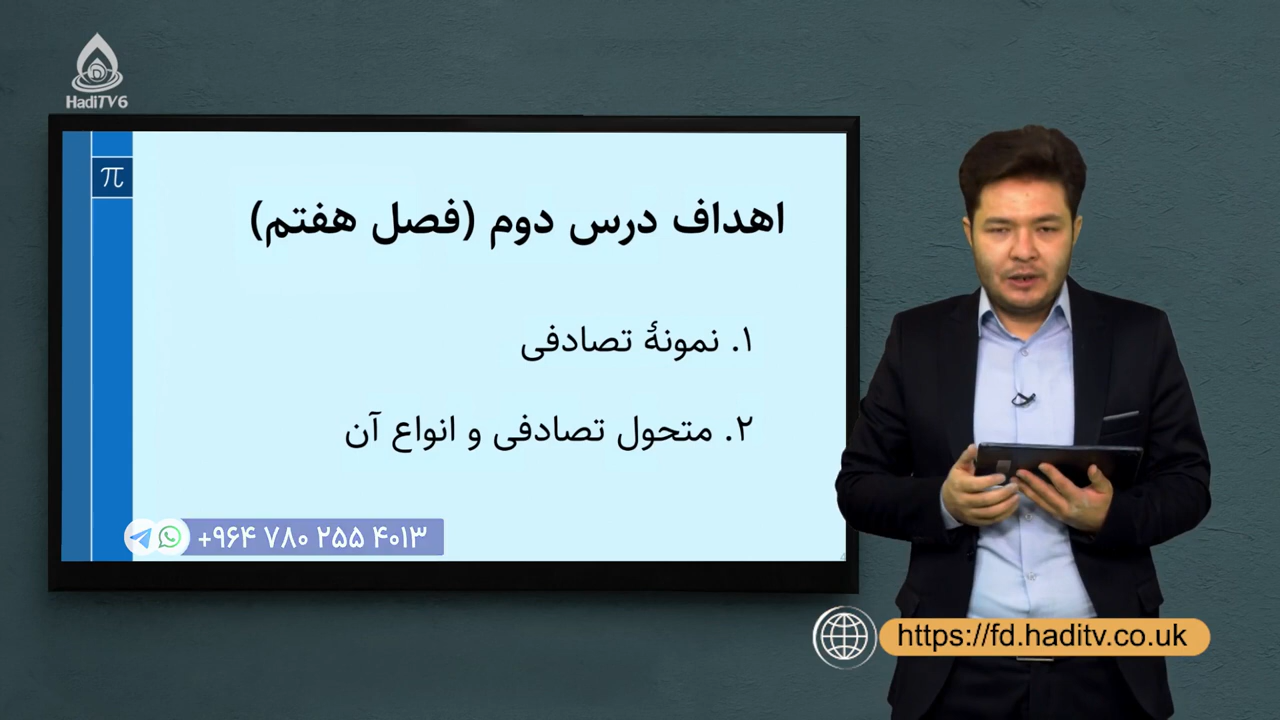 HadiTV6
π
اهداف درس دوم (فصل هفتم)
۱. نمونهٔ تصادفی
۲. متحول تصادفی و انواع آن
+۹۶۴ ۷۸۰ ۲۵۵ ۴۰۱۳
https://fd.haditv.co.uk